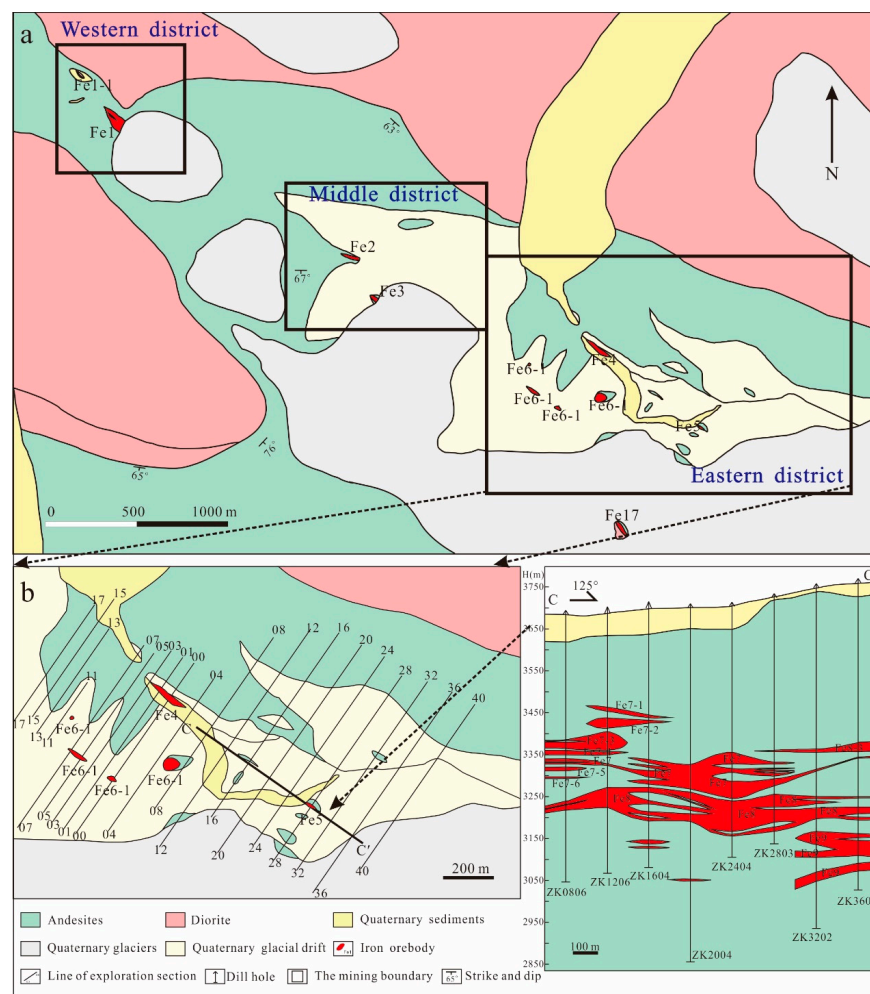 a
Western district
Fe1-1
Fe1
63°
N
Middle district
Fe2
67°
Fe3
Fe4
Fe6-1
Fe6-1
Fe6-1
Fe6-1
Fe5
76°
65°
Eastern district
0 500 1000 m
Fe17
b
17 15
13
07
05
03
01
00
04
08
12
16
20
24
28
32
36
40
11
17
15
13
11
Fe4
C
Fe6-1
Fe6-1
Fe6-1
Fe6-1
Fe5
C'
07
05
03
01
00
04
08
12
16
20
24
28
32
36
40
200 m
H(m)
C
125°
3750
3650
3550
3450
3350
3250
3150
3050
2950
2850
Fe7-1
Fe7-2
Fe7
Fe7-5
Fe7-6
Fe8
Fe9
ZK0806
ZK1206
ZK1604
ZK2004
ZK2404
ZK2803
ZK3202
ZK360
100 m
Andesites
Diorite
Quaternary sediments
Quaternary glaciers
Quaternary glacial drift
Iron orebody
Line of exploration section
Dill hole
The mining boundary
65°
Strike and dip